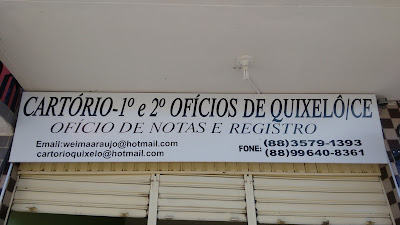 CARTÓRIO-1º e 2º OFÍCIOS DE QUIXELÔ/CE
OFÍCIO DE NOTAS E REGISTRO
Email:weimaaraujo@hotmail.com
cartorioquixelo@hotmail.com
FONE: (88)3579-1393
(88)99640-8361